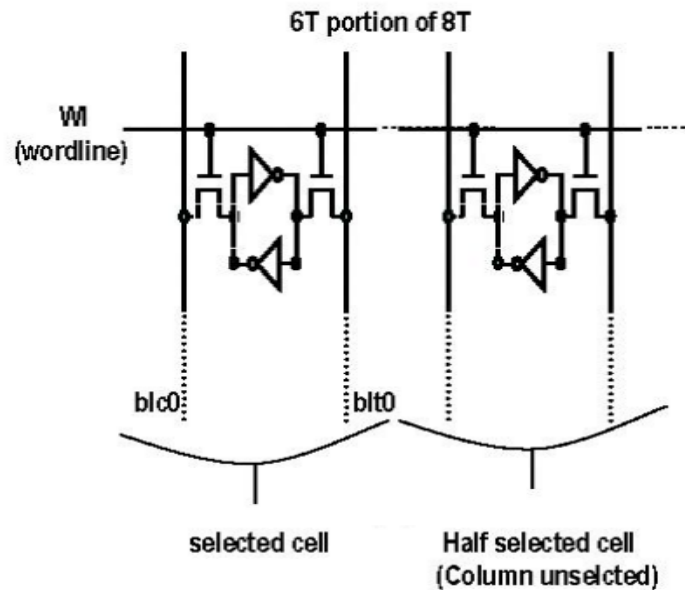 6T portion of 8T
Wl
(wordline)
blc0
blt0
selected cell
Half selected cell
(Column unselcted)